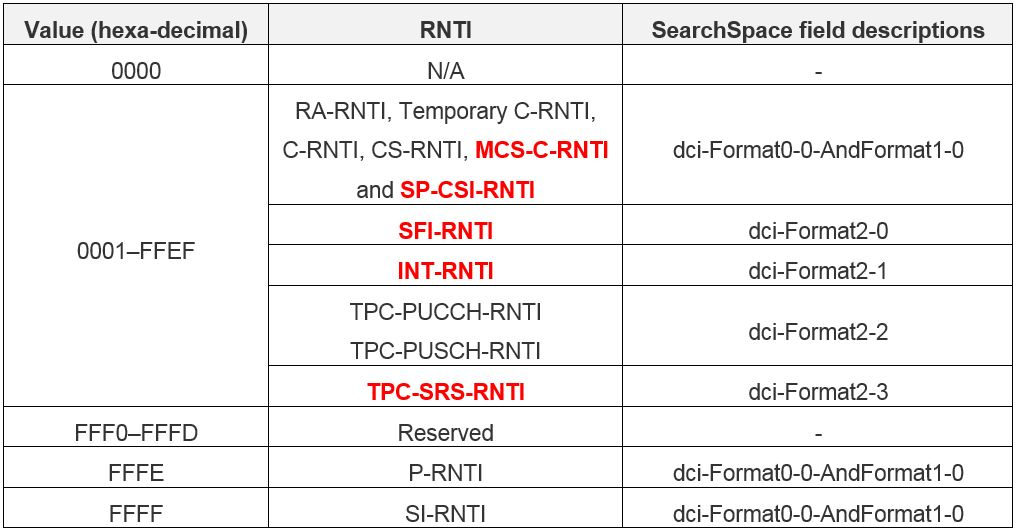 Value (hexa-decimal) RNTI SearchSpace field descriptions
0000 N/A -
0001–FFEF
RA-RNTI, Temporary C-RNTI,
C-RNTI, CS-RNTI, MCS-C-RNTI
and SP-CSI-RNTI
dci-Format0-0-AndFormat1-0
SFI-RNTI dci-Format2-0
INT-RNTI dci-Format2-1
TPC-PUCCH-RNTI
TPC-PUSCH-RNTI
dci-Format2-2
TPC-SRS-RNTI dci-Format2-3
FFF0–FFFD Reserved -
FFFE P-RNTI dci-Format0-0-AndFormat1-0
FFFF SI-RNTI dci-Format0-0-AndFormat1-0